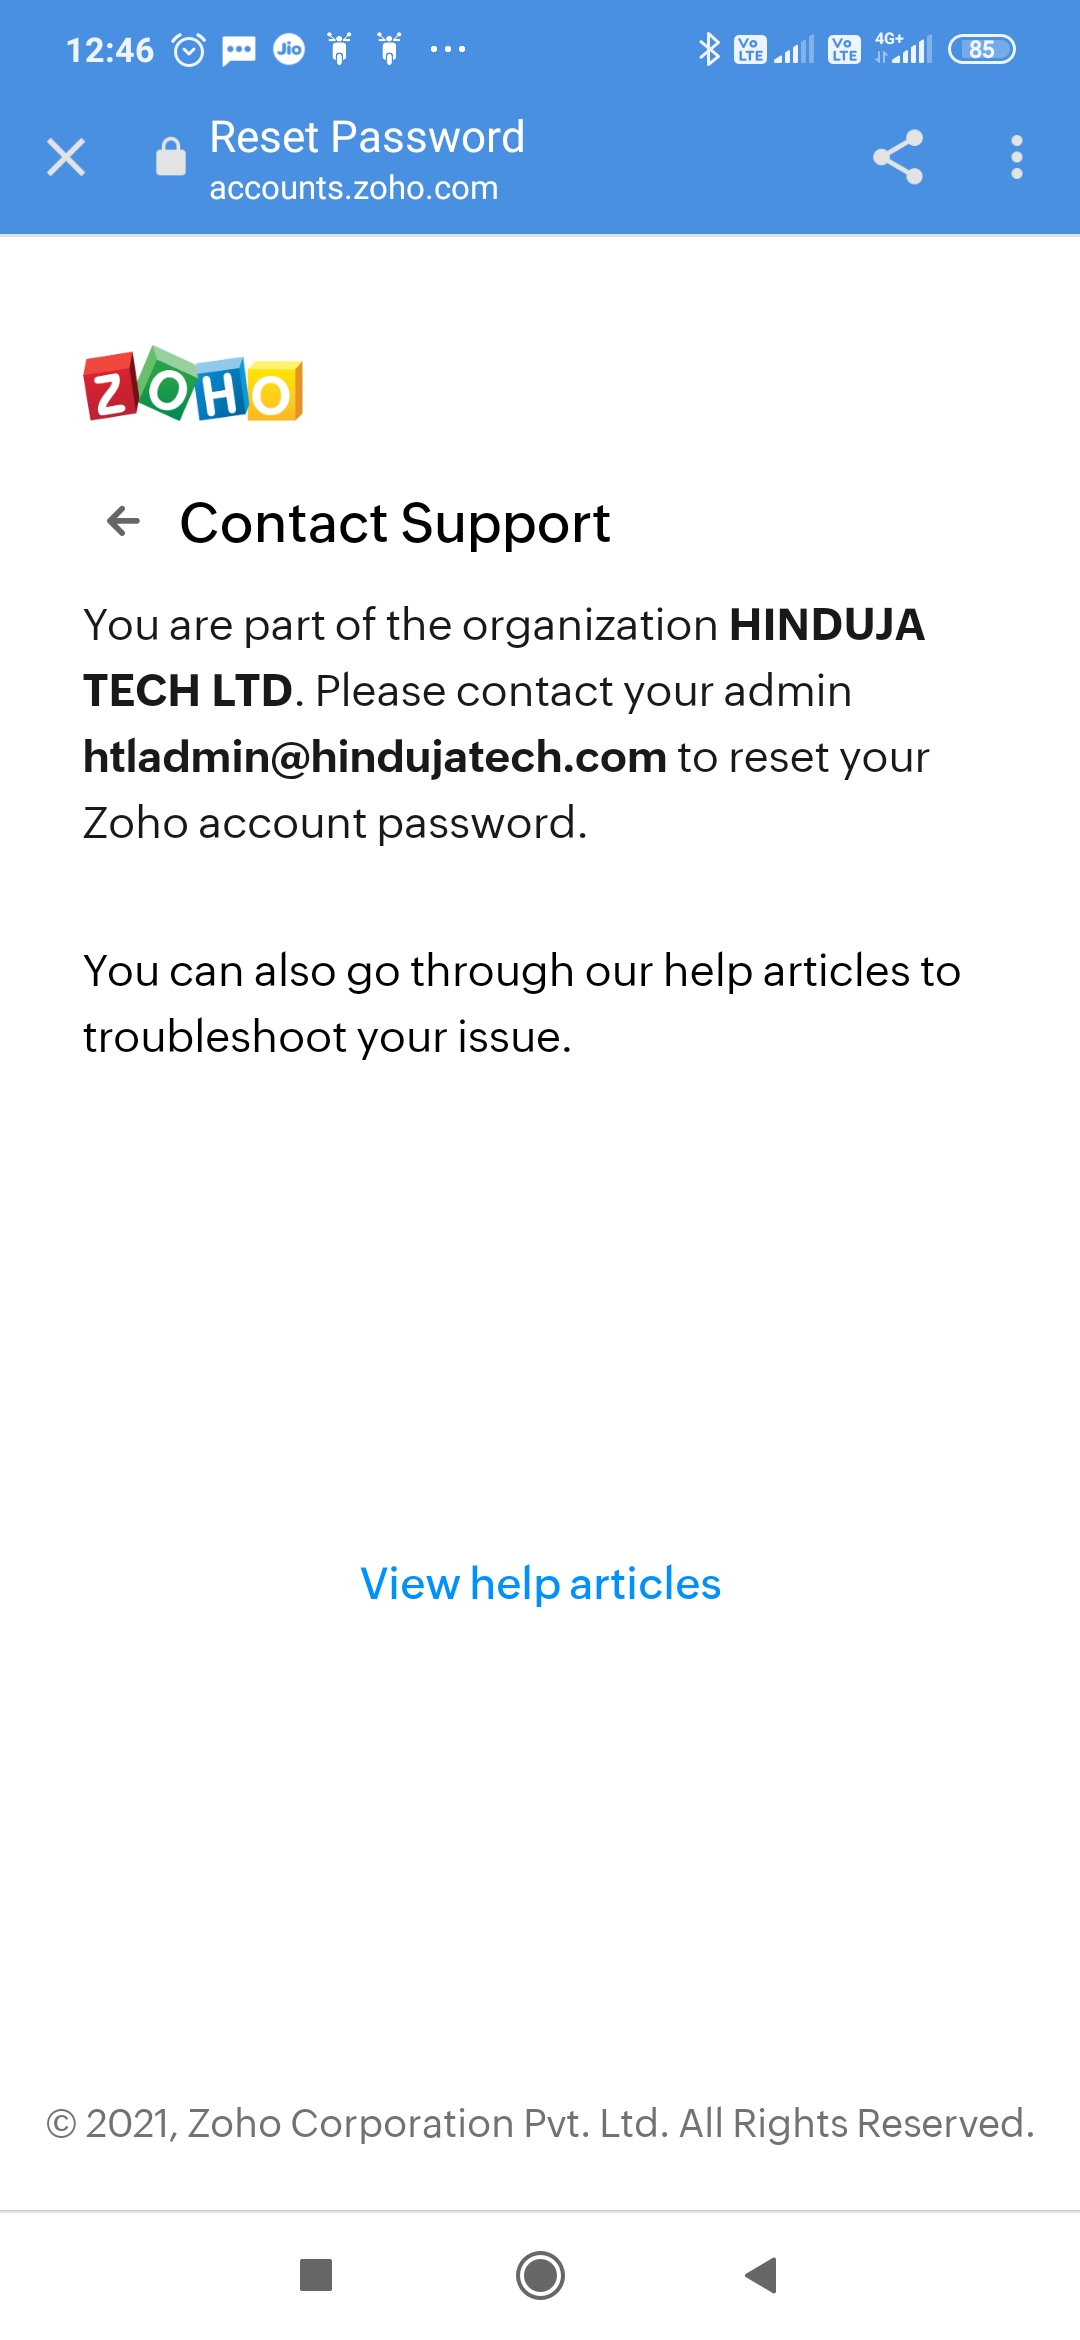 12:46 Jio ... Vo LTE Vo LTE 4G+ 85
Reset Password
accounts.zoho.com
ZOHO
Contact Support
You are part of the organization HINDUJA
TECH LTD. Please contact your admin
htladmin@hindujatech.com to reset your
Zoho account password.
You can also go through our help articles to
troubleshoot your issue.
View help articles
© 2021, Zoho Corporation Pvt. Ltd. All Rights Reserved.